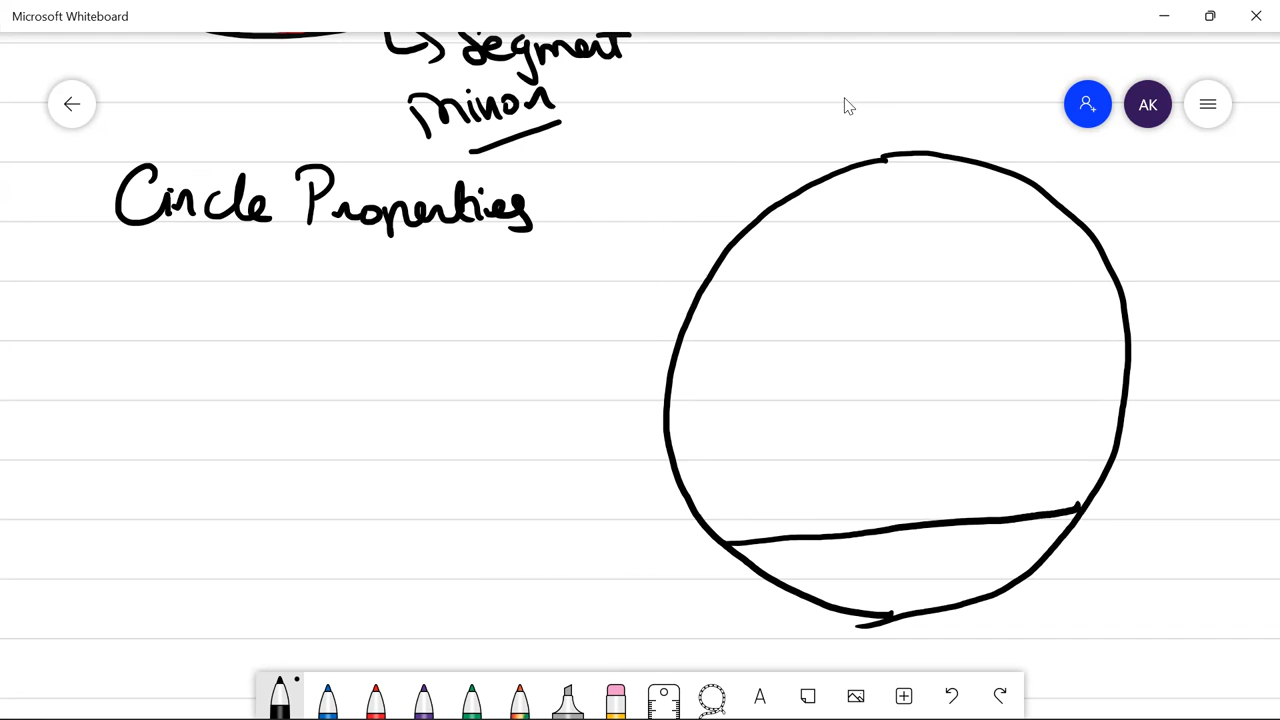 Microsoft Whiteboard
↳ Segment
minor
AK
Circle Properties
A